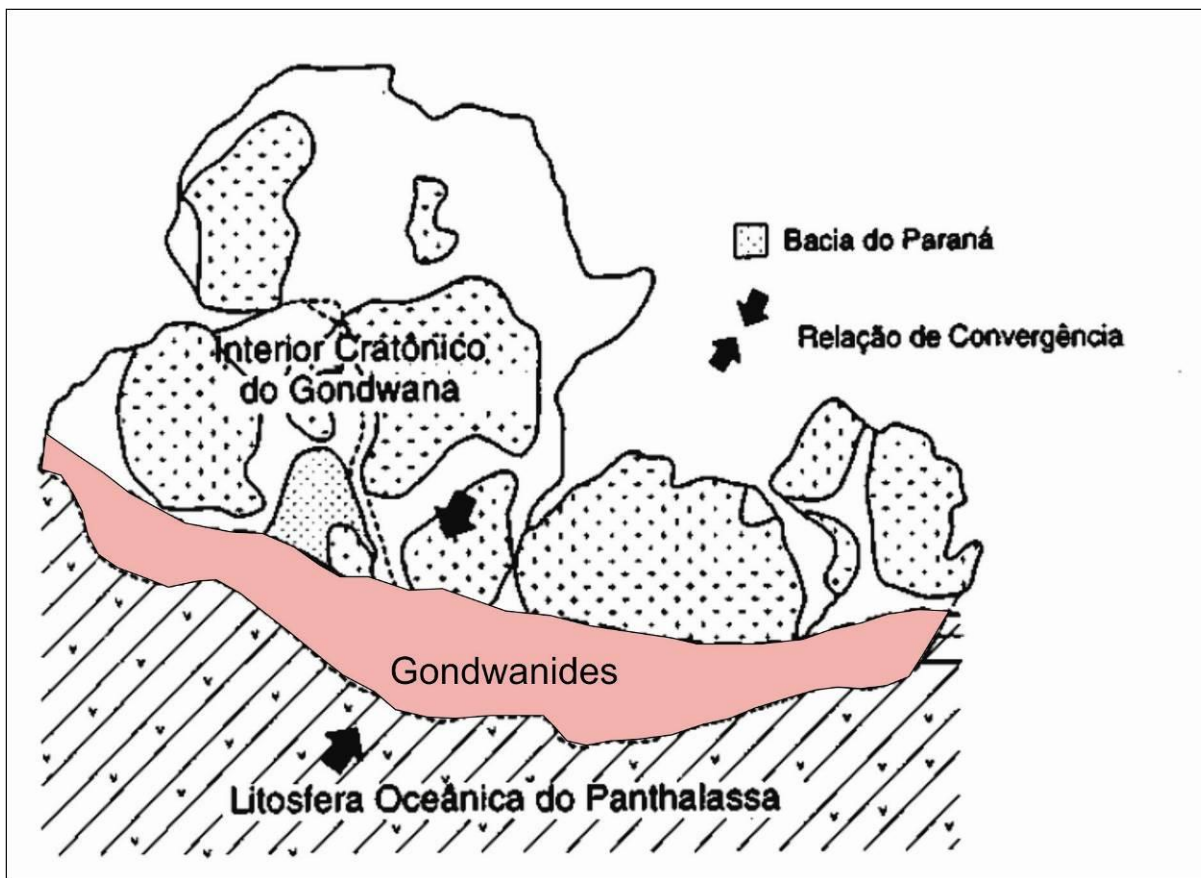 Bacia do Paraná
Relação de Convergência
Interior Cratônico
do Gondwana
Gondwanides
Litosfera Oceânica do Panthalassa